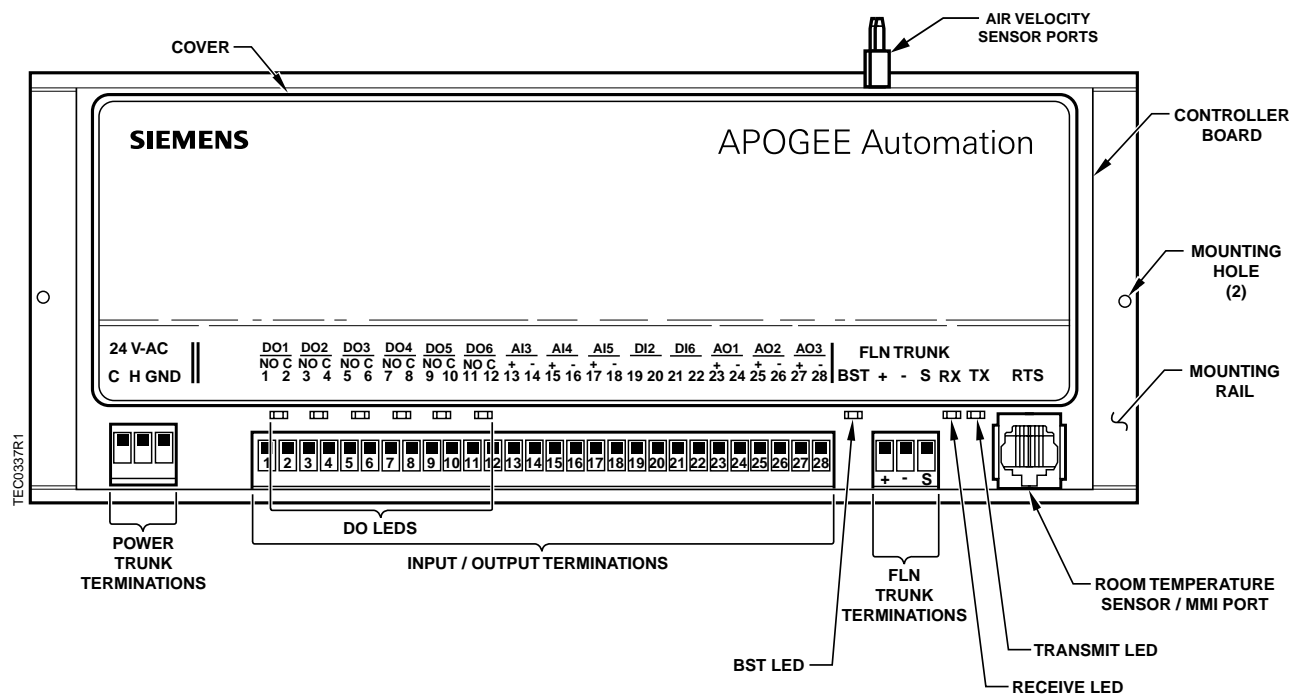 AIR VELOCITY
SENSOR PORTS
COVER
CONTROLLER
BOARD
SIEMENS
APOGEE Automation
MOUNTING
HOLE
(2)
24 V-AC
C H GND
DO1 DO2 DO3 DO4 DO5 DO6 AI3 AI4 AI5 DI2 DI6 AO1 AO2 AO3
NO C NO C NO C NO C NO C NO C + - + - + - + - + - + -
1 2 3 4 5 6 7 8 9 10 11 12 13 14 15 16 17 18 19 20 21 22 23 24 25 26 27 28
FLN TRUNK
BST + - S RX TX RTS
MOUNTING
RAIL
TEC0337R1
1 2 3 4 5 6 7 8 9 10 11 12 13 14 15 16 17 18 19 20 21 22 23 24 25 26 27 28
+ - S
POWER
TRUNK
TERMINATIONS
DO LEDS
INPUT / OUTPUT TERMINATIONS
FLN
TRUNK
TERMINATIONS
ROOM TEMPERATURE
SENSOR / MMI PORT
TRANSMIT LED
BST LED
RECEIVE LED